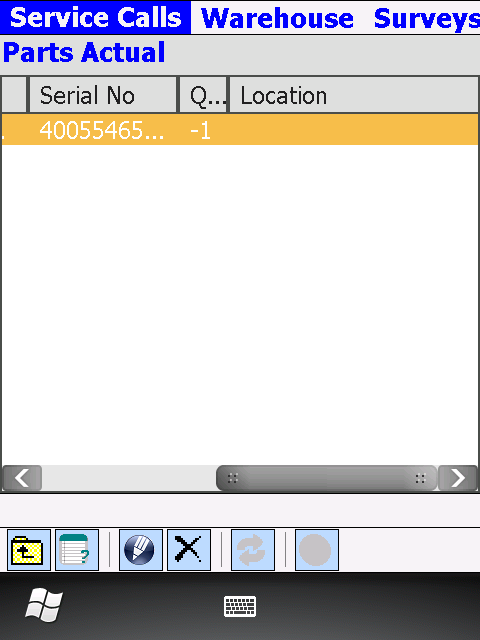 Service Calls Warehouse Surveys
Parts Actual
Serial No Q... Location
. 40055465... -1